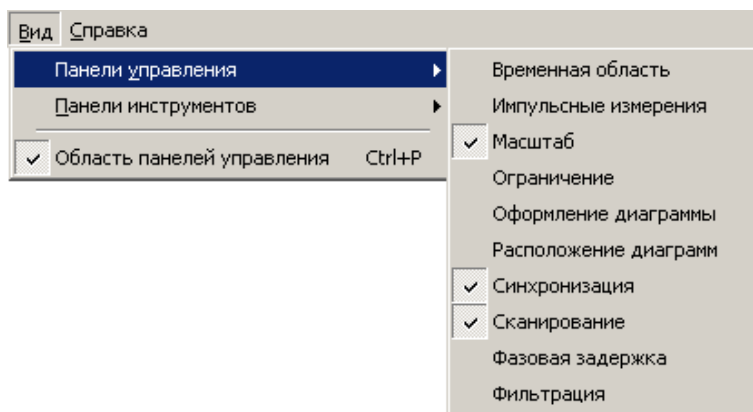 Вид Справка
Панели управления
Панели инструментов
Область панелей управления Ctrl+P
Временная область
Импульсные измерения
Масштаб
Ограничение
Оформление диаграммы
Расположение диаграмм
Синхронизация
Сканирование
Фазовая задержка
Фильтрация